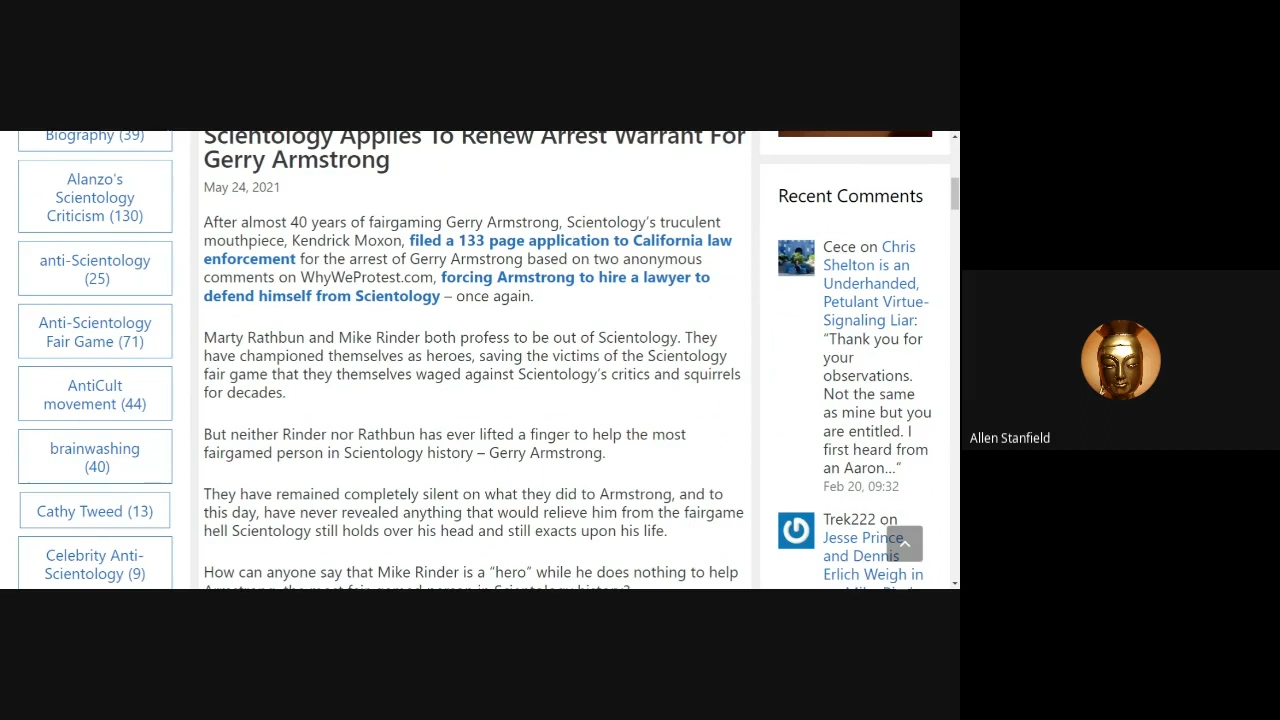 Biography (39)
Alanzo's
Scientology
Criticism (130)
anti-Scientology
(25)
Anti-Scientology
Fair Game (71)
AntiCult
movement (44)
brainwashing
(40)
Cathy Tweed (13)
Celebrity Anti-
Scientology (9)
Scientology Applies To Renew Arrest Warrant For
Gerry Armstrong
May 24, 2021
After almost 40 years of fairgaming Gerry Armstrong, Scientology’s truculent
mouthpiece, Kendrick Moxon, filed a 133 page application to California law
enforcement for the arrest of Gerry Armstrong based on two anonymous
comments on WhyWeProtest.com, forcing Armstrong to hire a lawyer to
defend himself from Scientology – once again.
Marty Rathbun and Mike Rinder both profess to be out of Scientology. They
have championed themselves as heroes, saving the victims of the Scientology
fair game that they themselves waged against Scientology’s critics and squirrels
for decades.
But neither Rinder nor Rathbun has ever lifted a finger to help the most
fairgamed person in Scientology history – Gerry Armstrong.
They have remained completely silent on what they did to Armstrong, and to
this day, have never revealed anything that would relieve him from the fairgame
hell Scientology still holds over his head and still exacts upon his life.
How can anyone say that Mike Rinder is a “hero” while he does nothing to help
Armstrong, the most fair gamed person in Scientology history?
Recent Comments
Cece on Chris
Shelton is an
Underhanded,
Petulant Virtue-
Signaling Liar:
“Thank you for
your
observations.
Not the same
as mine but you
are entitled. I
first heard from
an Aaron…”
Feb 20, 09:32
Trek222 on
Jesse Prince
and Dennis
Erlich Weigh in
Allen Stanfield